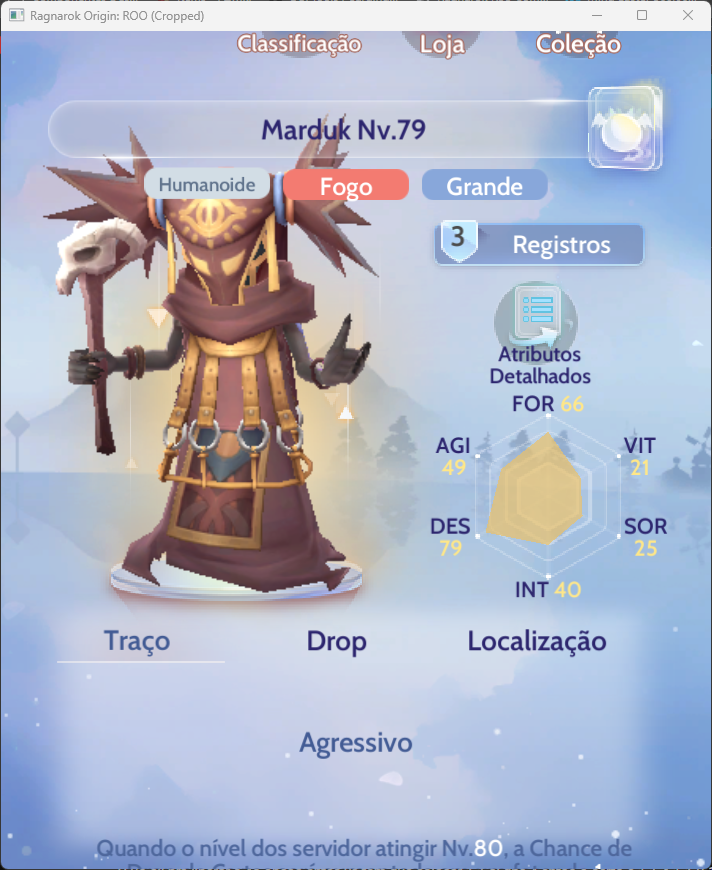 Ragnarok Origin: ROO (Cropped)
Classificação
Loja
Coleção
Marduk Nv.79
Humanoide
Fogo
Grande
3
Registros
Atributos
Detalhados
FOR 66
AGI
49
VIT
21
DES
79
SOR
25
INT 40
Traço
Drop
Localização
Agressivo
Quando o nível dos servidor atingir Nv.80, a Chance de